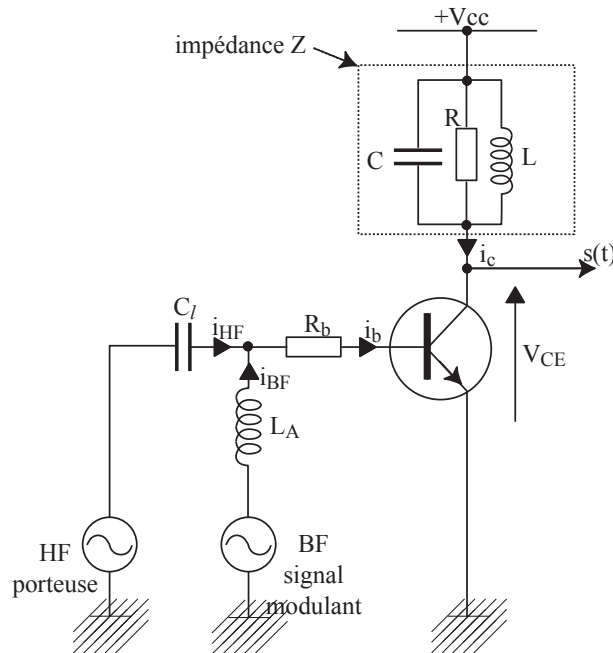 +Vcc
impédance Z
R
C
L
i_c
s(t)
C_l
i_HF
R_b
i_b
V_CE
i_BF
L_A
HF
porteuse
BF
signal
modulant